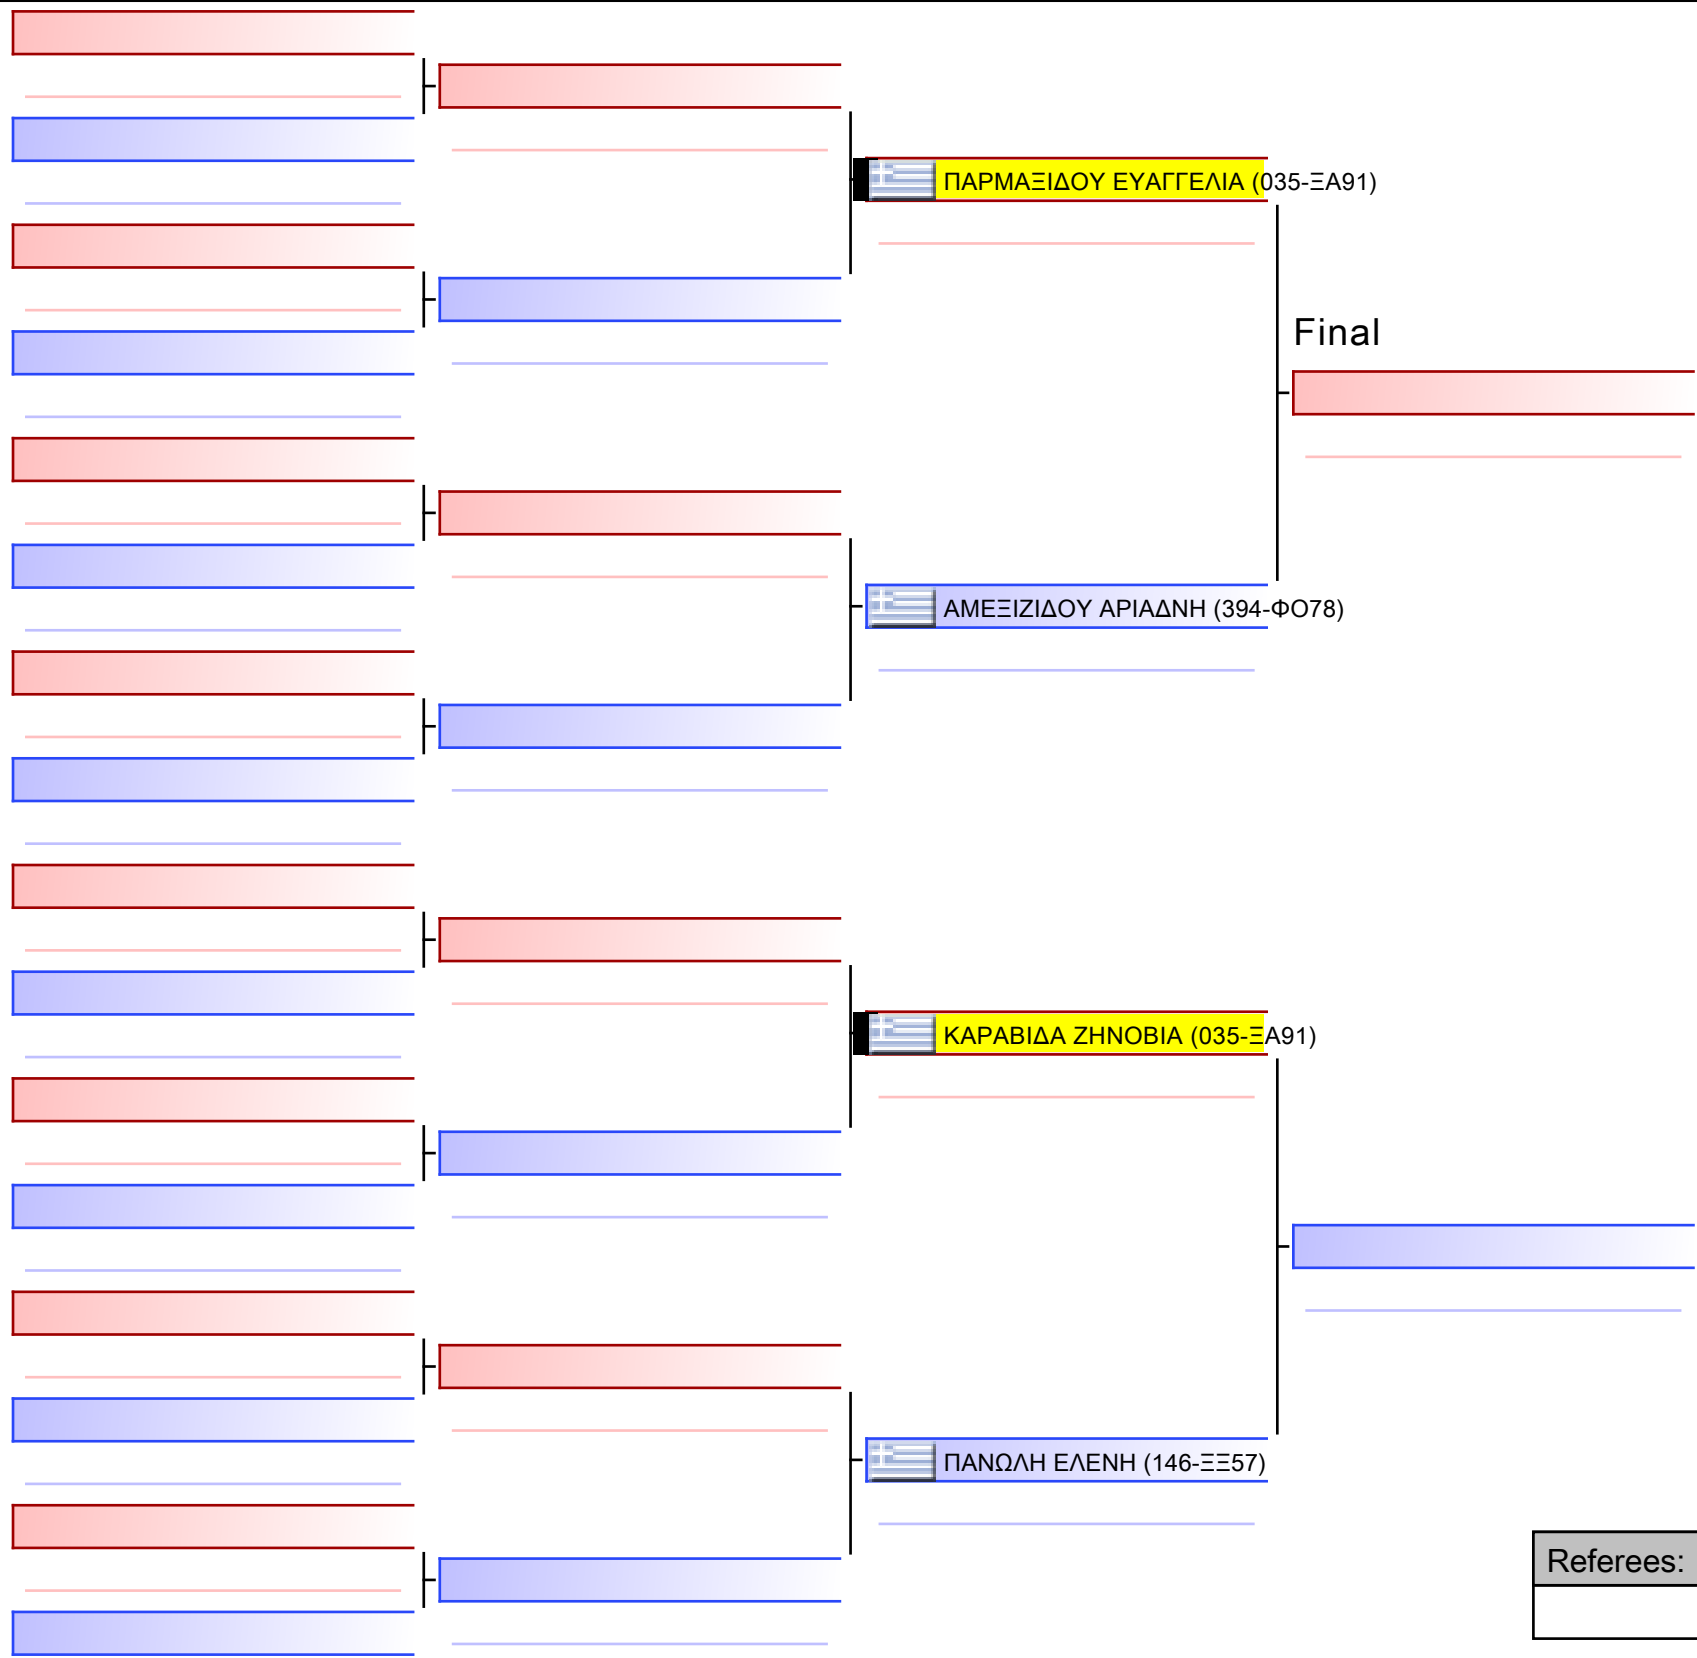 ΠΑΡΜΑΞΙΔΟΥ ΕΥΑΓΓΕΛΙΑ (035-ΞΑ91)
Final
ΑΜΕΞΙΖΙΔΟΥ ΑΡΙΑΔΝΗ (394-ΦΟ78)
ΚΑΡΑΒΙΔΑ ΖΗΝΟΒΙΑ (035-ΞΑ91)
ΠΑΝΩΛΗ ΕΛΕΝΗ (146-ΞΞ57)
Referees: